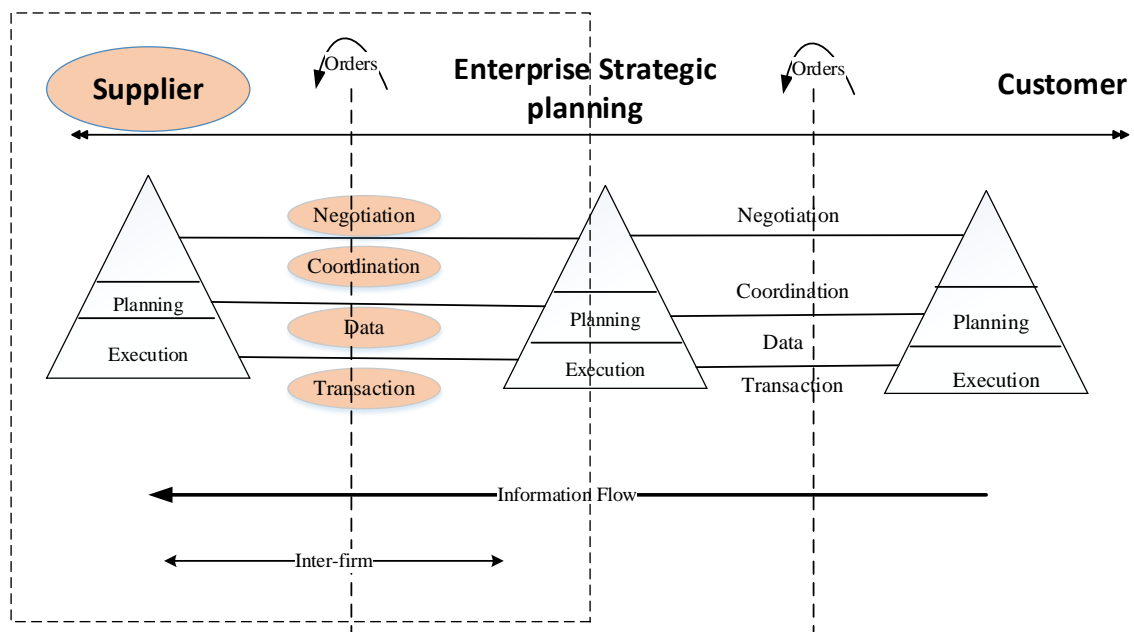 Orders
Orders
Supplier
Enterprise Strategic
planning
Customer
Negotiation
Negotiation
Coordination
Coordination
Planning
Data
Planning
Data
Planning
Execution
Execution
Execution
Transaction
Transaction
Information Flow
Inter-firm